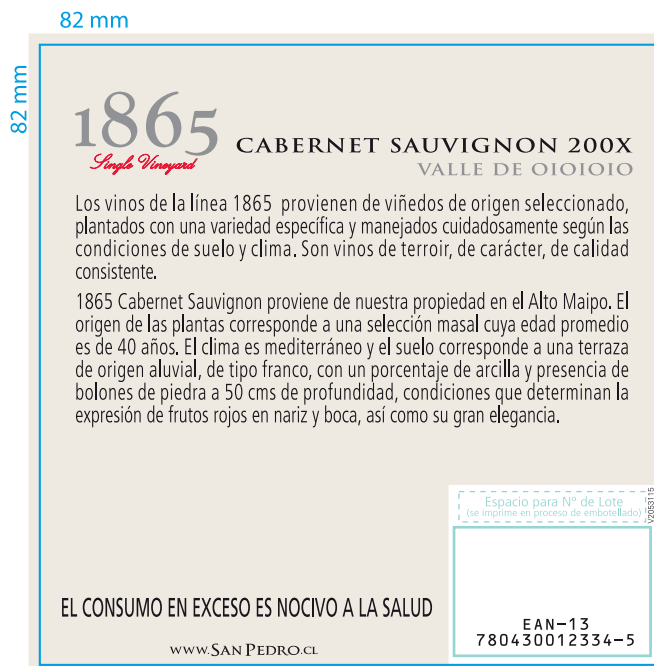 82 mm
82 mm
1865
Single Vineyard
CABERNET SAUVIGNON 200X
VALLE DE OIOIOIO
Los vinos de la línea 1865 provienen de viñedos de origen seleccionado,
plantados con una variedad específica y manejados cuidadosamente según las
condiciones de suelo y clima. Son vinos de terroir, de carácter, de calidad
consistente.
1865 Cabernet Sauvignon proviene de nuestra propiedad en el Alto Maipo. El
origen de las plantas corresponde a una selección masal cuya edad promedio
es de 40 años. El clima es mediterráneo y el suelo corresponde a una terraza
de origen aluvial, de tipo franco, con un porcentaje de arcilla y presencia de
bolones de piedra a 50 cms de profundidad, condiciones que determinan la
expresión de frutos rojos en nariz y boca, así como su gran elegancia.
Espacio para Nº de Lote
(se imprime en proceso de embotellado)
V2053115
EL CONSUMO EN EXCESO ES NOCIVO A LA SALUD
EAN-13
780430012334-5
WWW.SAN PEDRO.CL